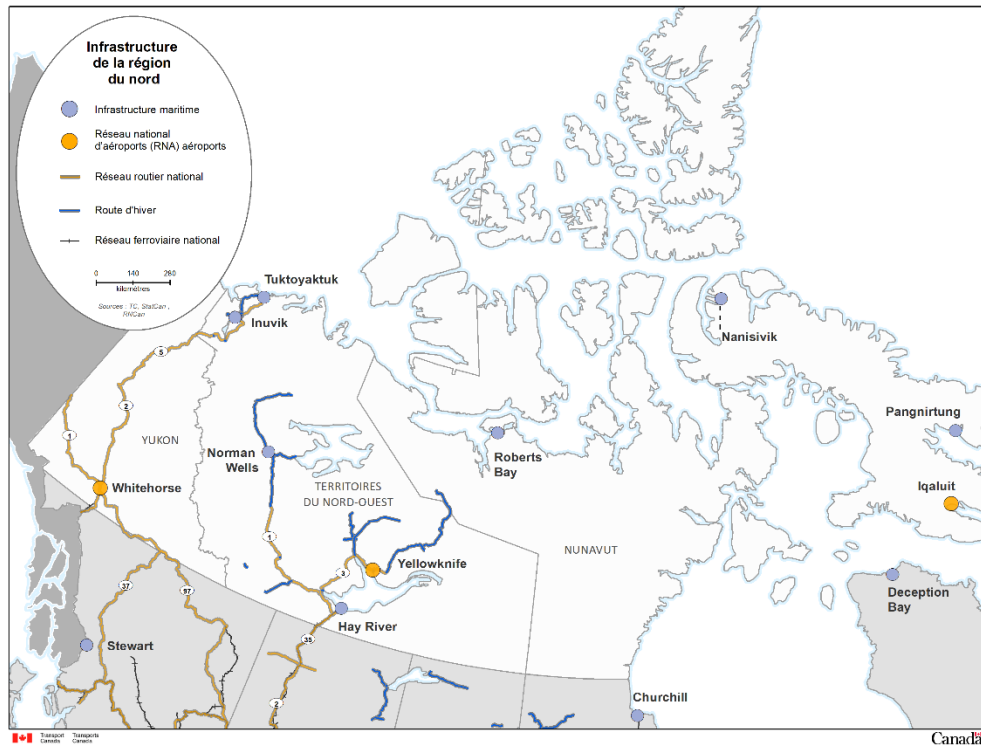 Infrastructure
de la région
du nord
Infrastructure maritime
Réseau national
d'aéroports (RNA) aéroports
Réseau routier national
Route d'hiver
Réseau ferroviaire national
0 140 280
kilomètres
Sources : TC, StatCan ,
RNCan
Tuktoyaktuk
Inuvik
Nanisivik
5
2
1
YUKON
Pangnirtung
Norman
Wells
Roberts
Bay
Whitehorse
TERRITOIRES
DU NORD-OUEST
Iqaluit
1
NUNAVUT
3
Yellowknife
37
97
Deception
Bay
Hay River
35
Stewart
2
Churchill
Transport
Canada
Transports
Canada
Canada